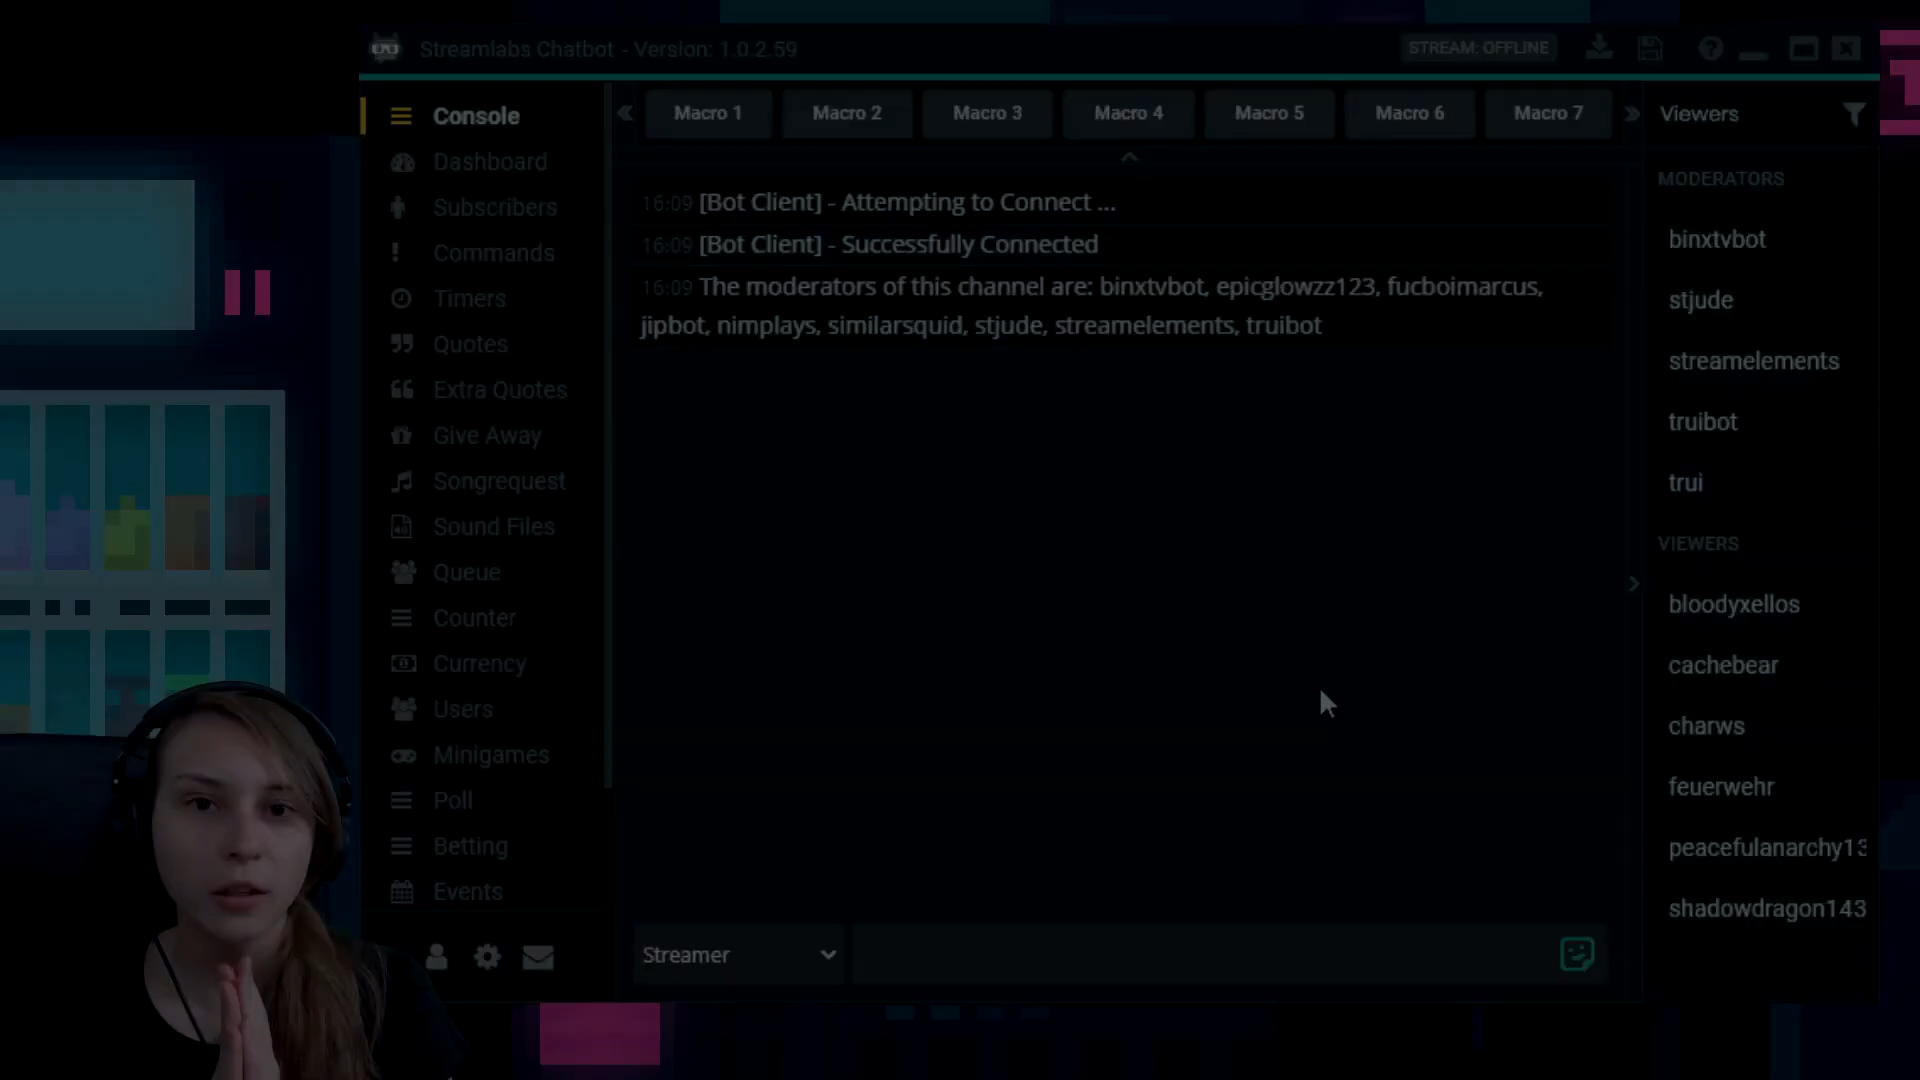 Streamlabs Chatbot - Version: 1.0.2.59
STREAM: OFFLINE
Console
Dashboard
Subscribers
Commands
Timers
Quotes
Extra Quotes
Give Away
Songrequest
Sound Files
Queue
Counter
Currency
Users
Minigames
Poll
Betting
Events
Macro 1
Macro 2
Macro 3
Macro 4
Macro 5
Macro 6
Macro 7
16:09 [Bot Client] - Attempting to Connect ...
16:09 [Bot Client] - Successfully Connected
16:09 The moderators of this channel are: binxtvbot, epicglowzz123, fucboimarcus,
jipbot, nimplays, similarsquid, stjude, streamelements, truibot
Streamer
Viewers
MODERATORS
binxtvbot
stjude
streamelements
truibot
trui
VIEWERS
bloodyxellos
cachebear
charws
feuerwehr
peacefulanarchy13
shadowdragon143